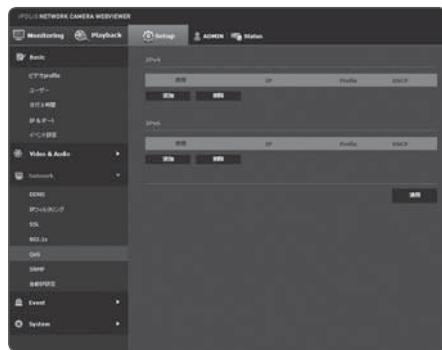 iPOLiS NETWORK CAMERA WEBVIEWER
Monitoring Playback Setup ADMIN Status
Basic
ビデオprofile
ユーザー
日付&時間
IP & ポート
イベント設定
Video & Audio
Network
DDNS
IPフィルタリング
SSL
802.1x
QoS
SNMP
自動IP設定
Event
System
IPv4
使用 IP Prefix DSCP
追加 削除
IPv6
使用 IP Prefix DSCP
追加 削除
適用